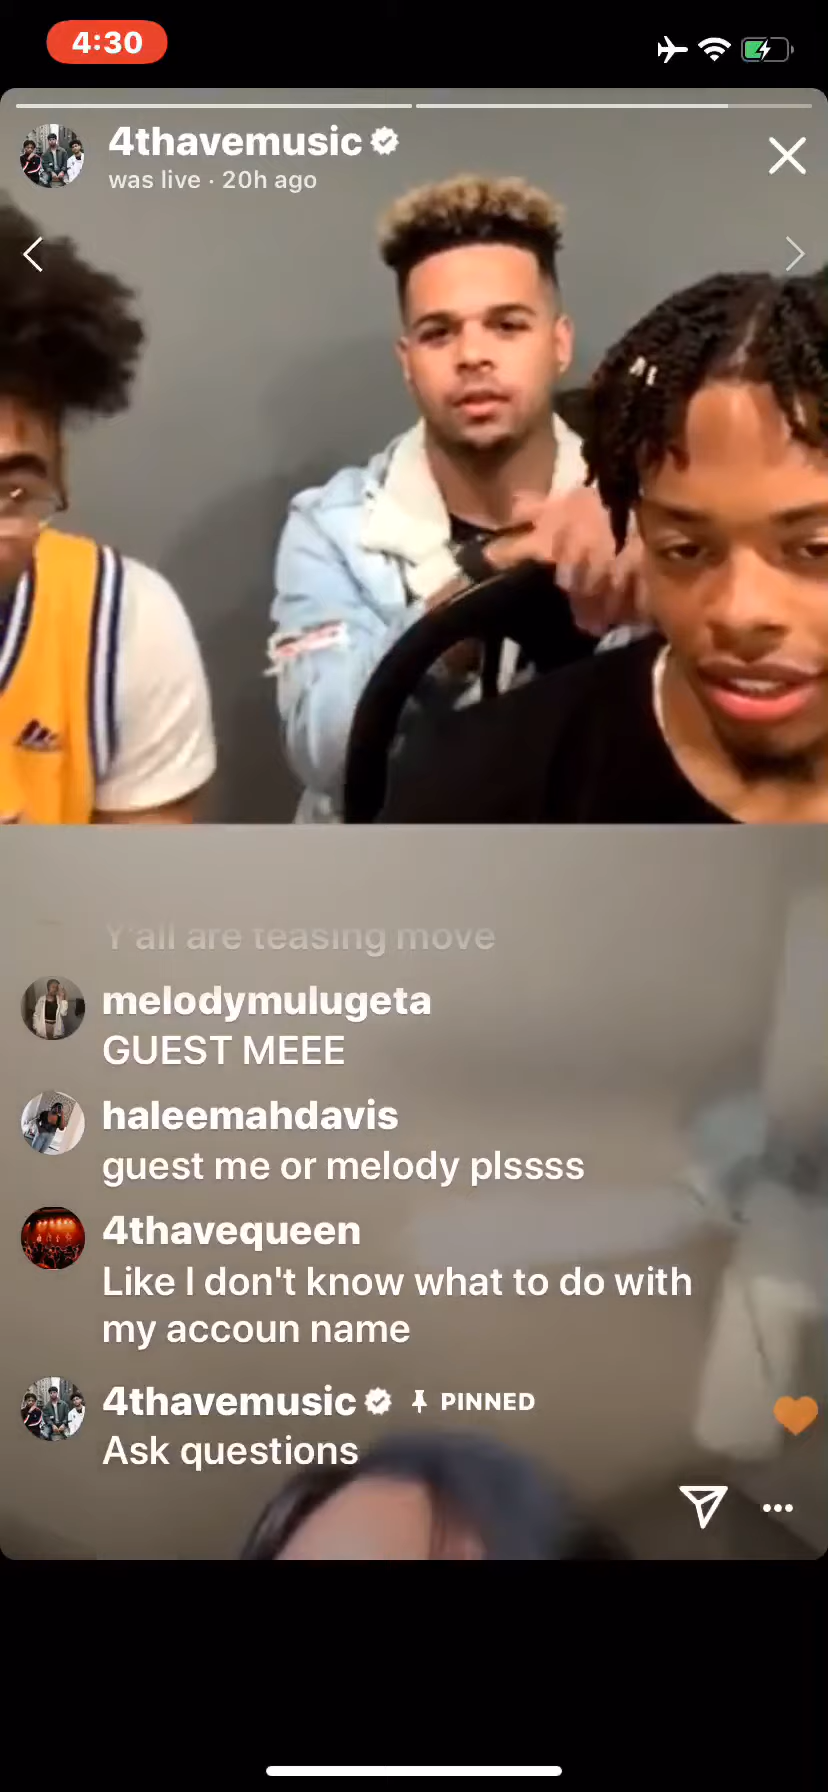 4:30
4thavemusic
was live · 20h ago
Y'all are teasing move
melodymulugeta
GUEST MEEE
haleemahdavis
guest me or melody plssss
4thavequeen
Like I don't know what to do with
my accoun name
4thavemusic PINNED
Ask questions